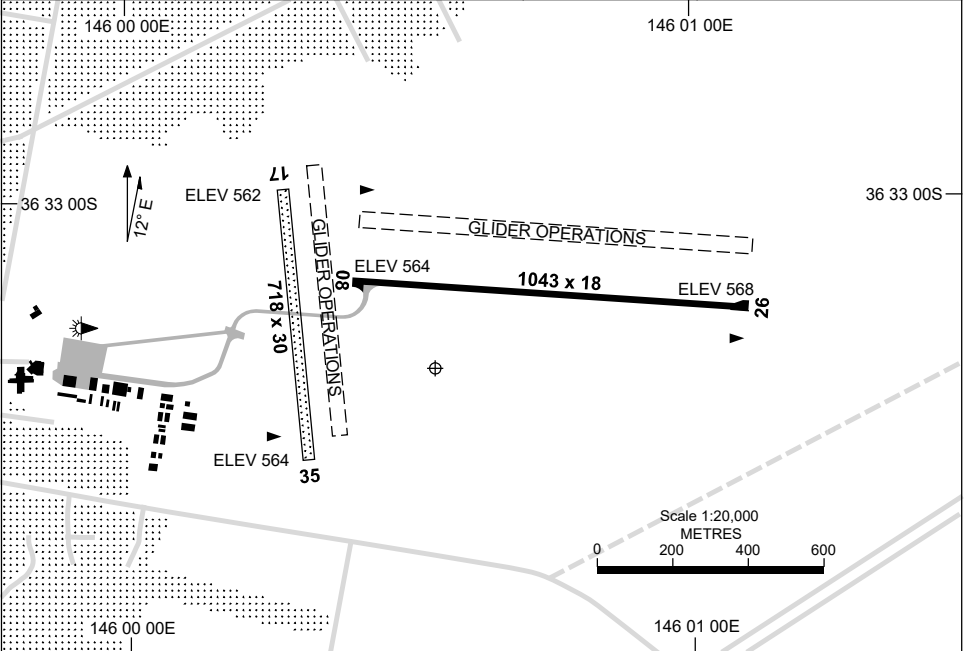 146 00 00E
146 01 00E
17
ELEV 562
36 33 00S
36 33 00S
12° E
GLIDER OPERATIONS
GLIDER OPERATIONS
08
ELEV 564
1043 x 18
ELEV 568
26
718 x 30
ELEV 564
35
Scale 1:20,000
METRES
0 200 400 600
146 00 00E
146 01 00E